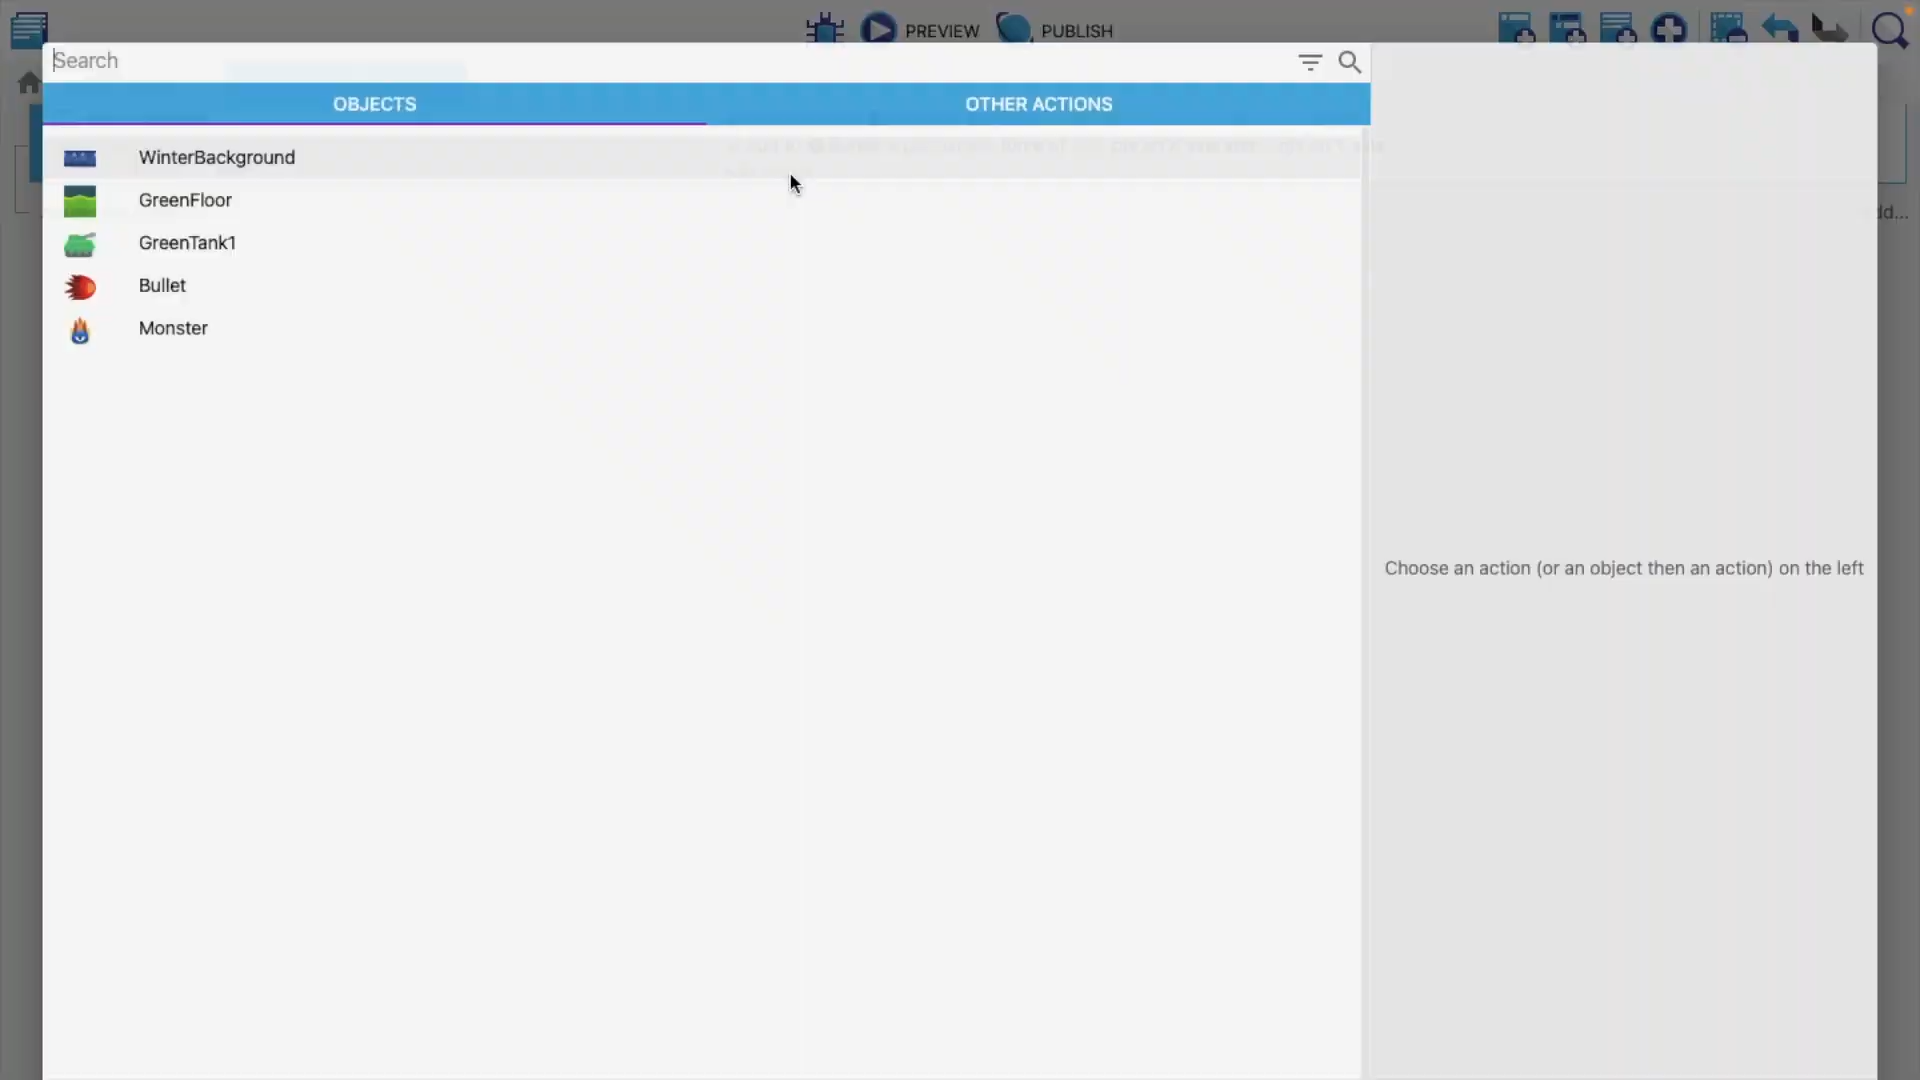 PREVIEW
PUBLISH
Search
OBJECTS
OTHER ACTIONS
WinterBackground
GreenFloor
dd...
GreenTank1
Bullet
Monster
Choose an action (or an object then an action) on the left